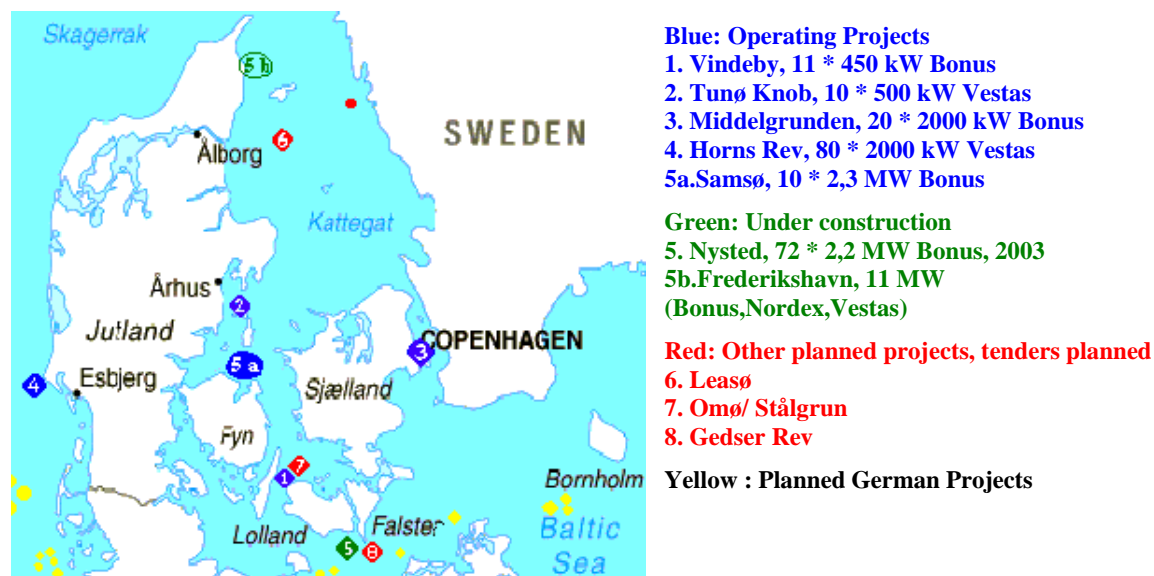 Skagerrak
5 b
SWEDEN
6
Ålborg
Kattegat
Århus
2
Jutland
COPENHAGEN
3
5 a
4
Esbjerg
Sjælland
Fyn
7
1
Bornholm
Lolland
Falster
Baltic
Sea
5
8
Blue: Operating Projects
1. Vindeby, 11 * 450 kW Bonus
2. Tunø Knob, 10 * 500 kW Vestas
3. Middelgrunden, 20 * 2000 kW Bonus
4. Horns Rev, 80 * 2000 kW Vestas
5a.Samsø, 10 * 2,3 MW Bonus
Green: Under construction
5. Nysted, 72 * 2,2 MW Bonus, 2003
5b.Frederikshavn, 11 MW
(Bonus,Nordex,Vestas)
Red: Other planned projects, tenders planned
6. Leasø
7. Omø/ Stålgrun
8. Gedser Rev
Yellow : Planned German Projects